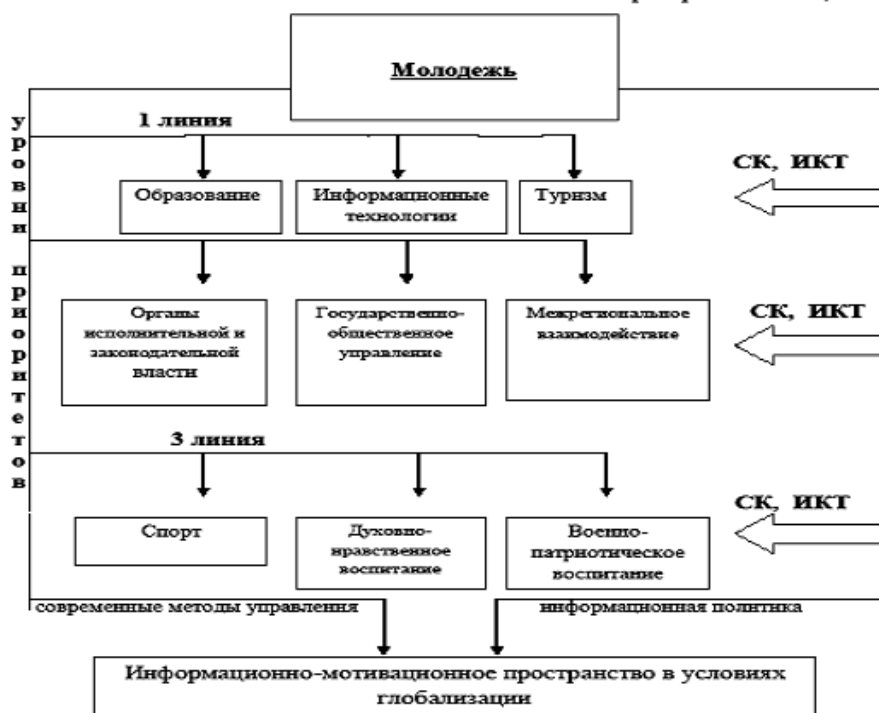 Молодежь
уровни приоритетов
1 линия
СК, ИКТ
Образование
Информационные
технологии
Туризм
СК, ИКТ
Органы
исполнительной и
законодательной
власти
Государственно-
общественное
управление
Межрегиональное
взаимодействие
3 линия
СК, ИКТ
Спорт
Духовно-
нравственное
воспитание
Военно-
патриотическое
воспитание
современные методы управления
информационная политика
Информационно-мотивационное пространство в условиях
глобализации